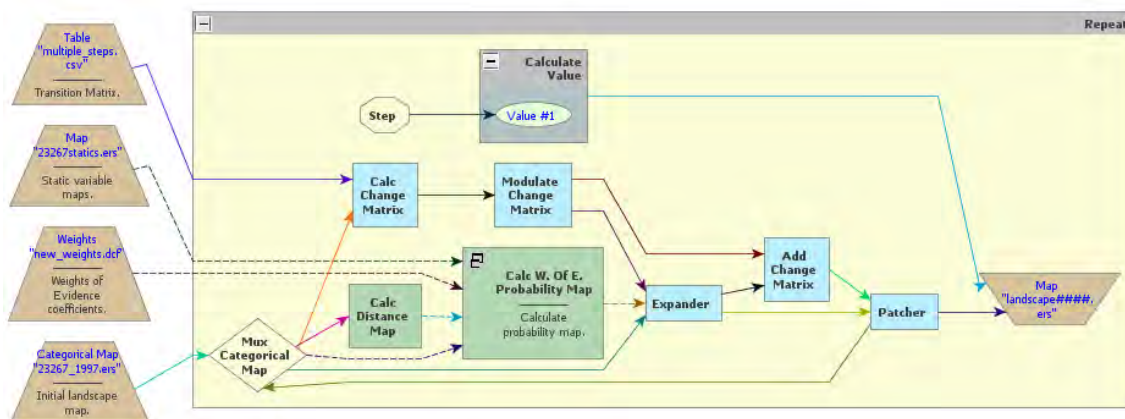 Table
"multiple_steps.
csv"
Transition Matrix.
Map
"23267statics.ers"
Static variable
maps.
Weights
"new_weights.dcf"
Weights of
Evidence
coefficients.
Categorical Map
"23267_1997.ers"
Initial landscape
map.
Repeat
Calculate
Value
Value #1
Step
Calc
Change
Matrix
Modulate
Change
Matrix
Calc W. Of E.
Probability Map
Calculate
probability map.
Calc
Distance
Map
Mux
Categorical
Map
Expander
Add
Change
Matrix
Patcher
Map
"landscape####.
ers"